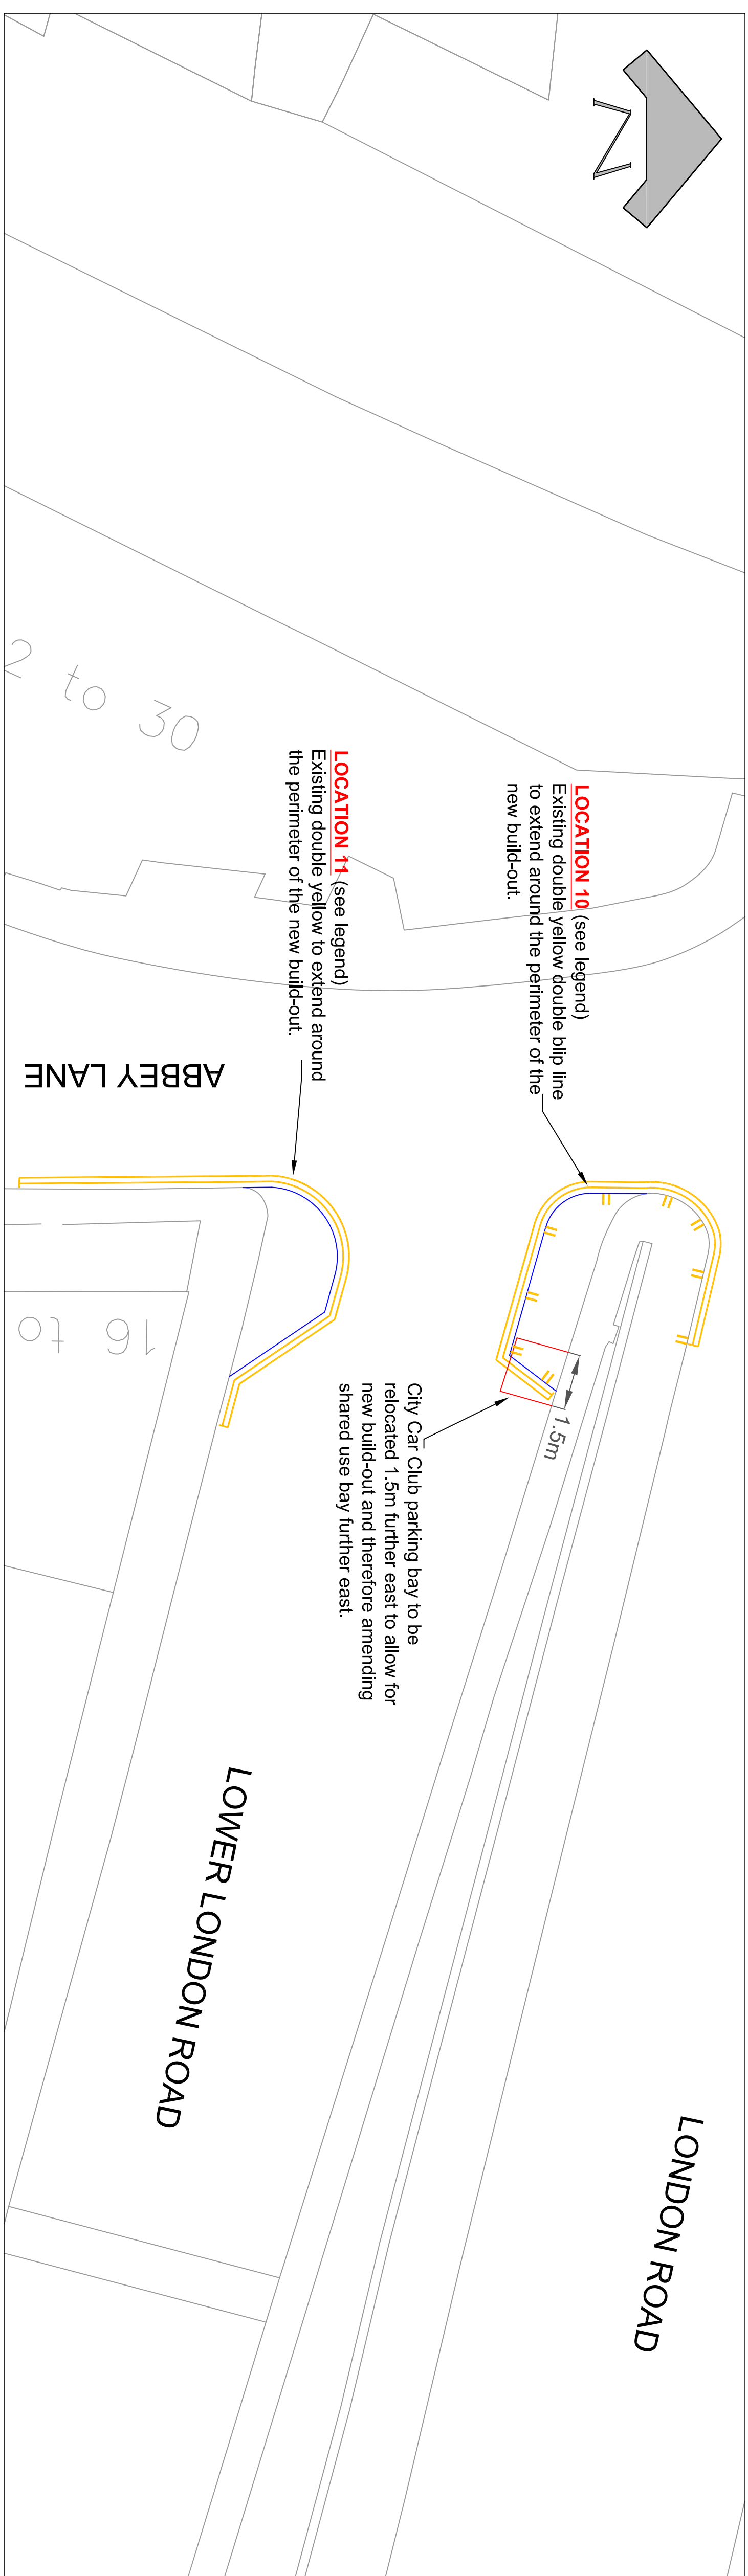 N
LOCATION 10 (see legend)
Existing double yellow double blip line
to extend around the perimeter of the
new build-out.
LOCATION 11 (see legend)
Existing double yellow to extend around
the perimeter of the new build-out.
2 to 30
ABBEY LANE
16 to
1.5m
City Car Club parking bay to be
relocated 1.5m further east to allow for
new build-out and therefore amending
shared use bay further east.
LOWER LONDON ROAD
LONDON ROAD